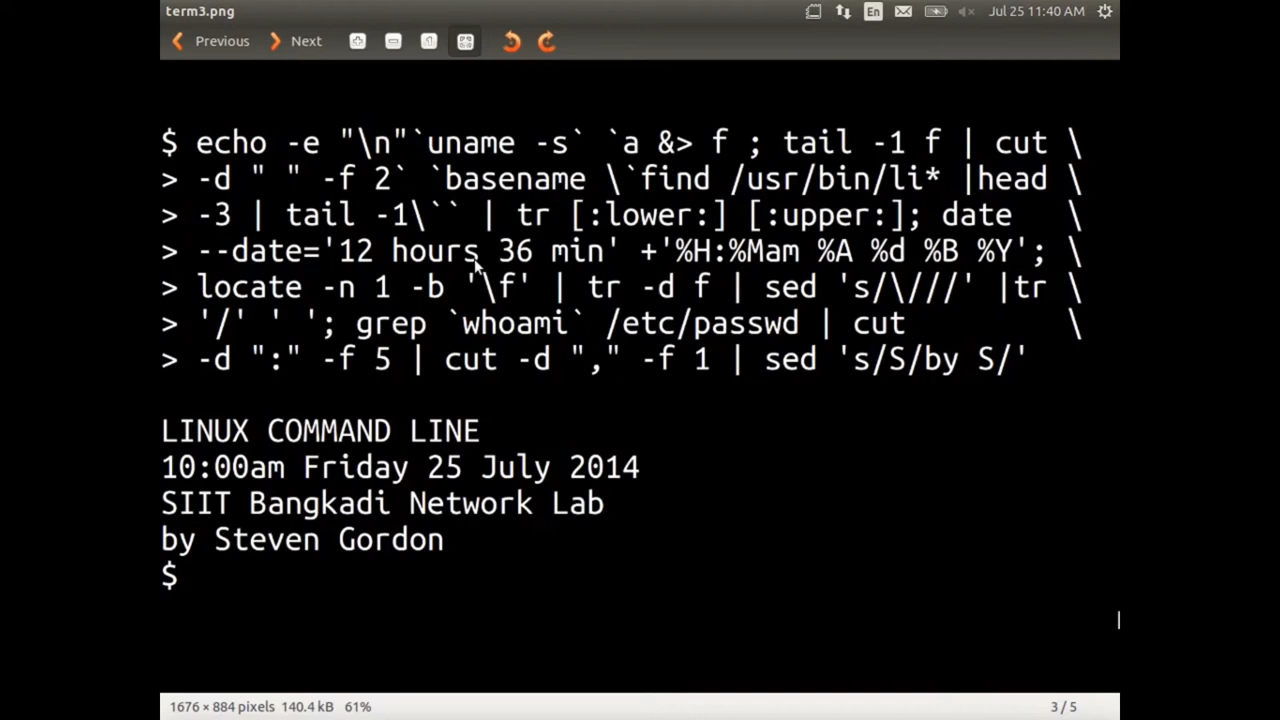 term3.png
En
Jul 25 11:40 AM
Previous
Next
$ echo -e "\n"`uname -s` `a &> f ; tail -1 f | cut \
> -d " " -f 2` `basename \`find /usr/bin/li* |head \
> -3 | tail -1\`` | tr [:lower:] [:upper:]; date \
> --date='12 hours 36 min' +'%H:%Mam %A %d %B %Y'; \
> locate -n 1 -b '\f' | tr -d f | sed 's/\///' |tr \
> '/' ' '; grep `whoami` /etc/passwd | cut \
> -d ":" -f 5 | cut -d "," -f 1 | sed 's/S/by S/'
LINUX COMMAND LINE
10:00am Friday 25 July 2014
SIIT Bangkadi Network Lab
by Steven Gordon
$
1676 × 884 pixels 140.4 kB 61%
3 / 5